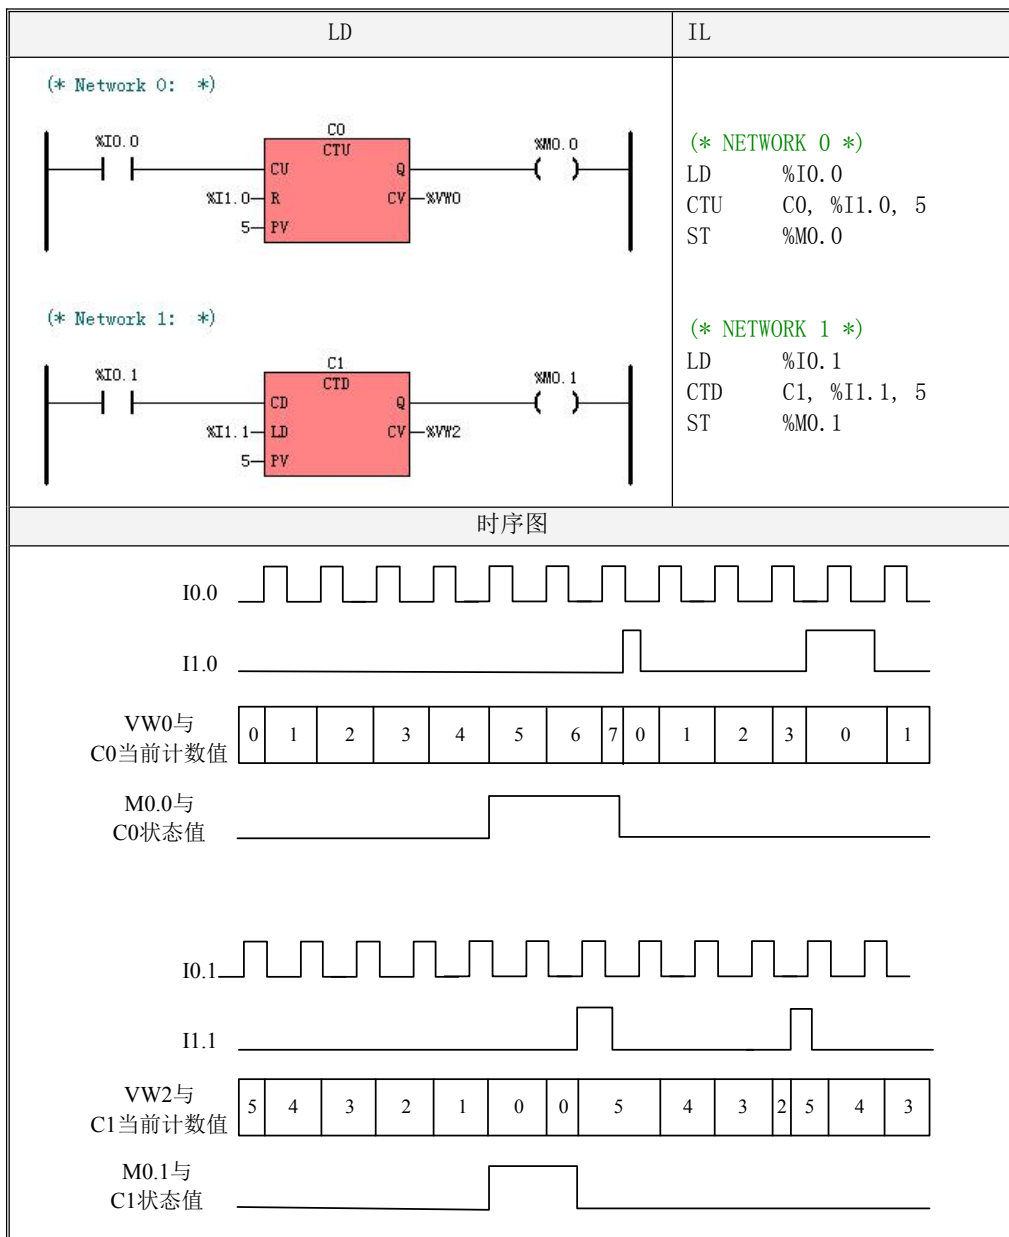 LD
IL
(* Network 0: *)
%I0.0
C0
CTU
CU
Q
%M0.0
%I1.0
R
CV
%VW0
5
PV
(* NETWORK 0 *)
LD %I0.0
CTU C0, %I1.0, 5
ST %M0.0
(* Network 1: *)
%I0.1
C1
CTD
CD
Q
%M0.1
%I1.1
LD
CV
%VW2
5
PV
(* NETWORK 1 *)
LD %I0.1
CTD C1, %I1.1, 5
ST %M0.1
时序图
I0.0
I1.0
VW0与
C0当前计数值
0 1 2 3 4 5 6 7 0 1 2 3 0 1
M0.0与
C0状态值
I0.1
I1.1
VW2与
C1当前计数值
5 4 3 2 1 0 0 5 4 3 2 5 4 3
M0.1与
C1状态值